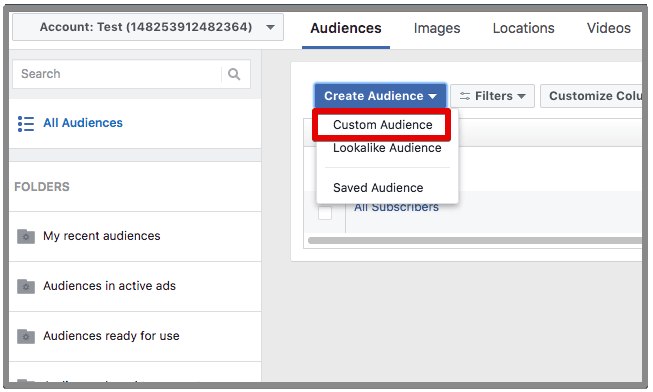 Account: Test (148253912482364)
Audiences
Images
Locations
Videos
Search
All Audiences
FOLDERS
My recent audiences
Audiences in active ads
Audiences ready for use
Create Audience
Filters
Customize Colu
Custom Audience
Lookalike Audience
Saved Audience
All Subscribers